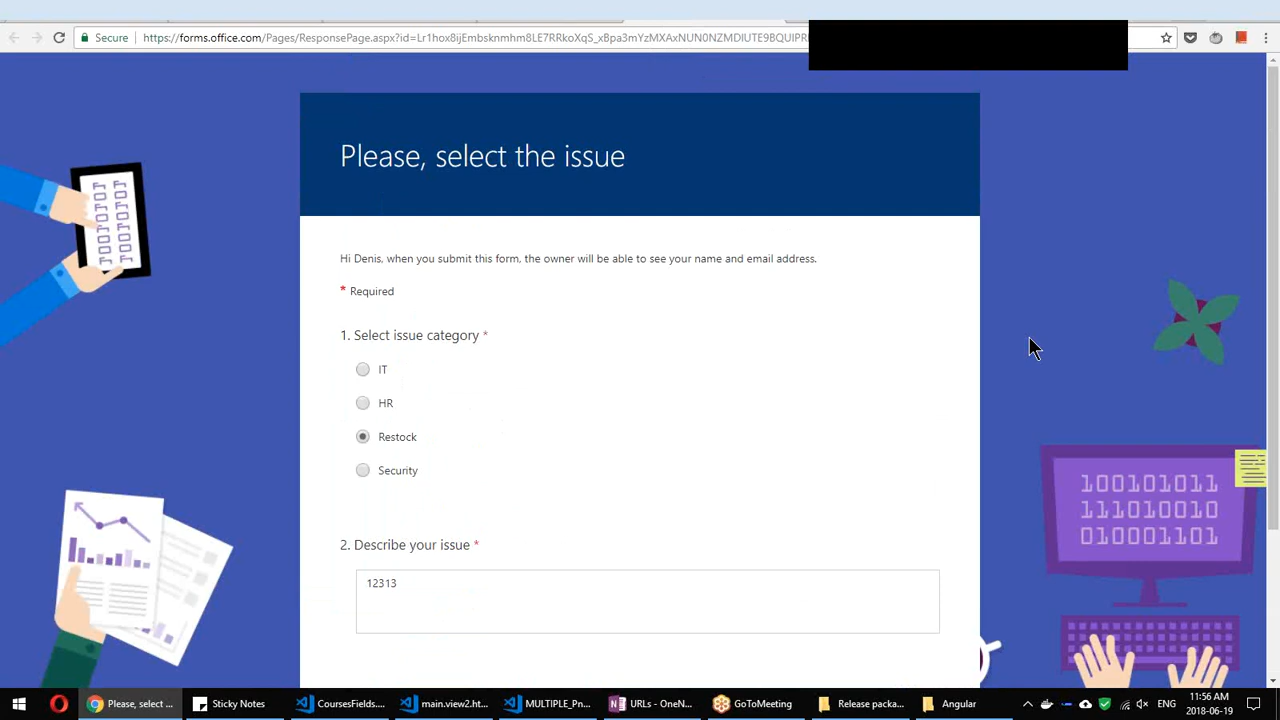 Secure
https://forms.office.com/Pages/ResponsePage.aspx?id=Lr1hox8ijEmbsknmhm8LE7RRkoXqS_xBpa3mYzMXAxNUN0NZMDIUTE9BQUIPRI
Please, select the issue
Hi Denis, when you submit this form, the owner will be able to see your name and email address.
* Required
1. Select issue category *
IT
HR
Restock
Security
100101011
111010010
010001101
2. Describe your issue *
12313
Please, select ...
Sticky Notes
CoursesFields....
main.view2.ht...
MULTIPLE_Pn...
URLs - OneN...
GoToMeeting
Release packa...
Angular
ENG
11:56 AM
2018-06-19